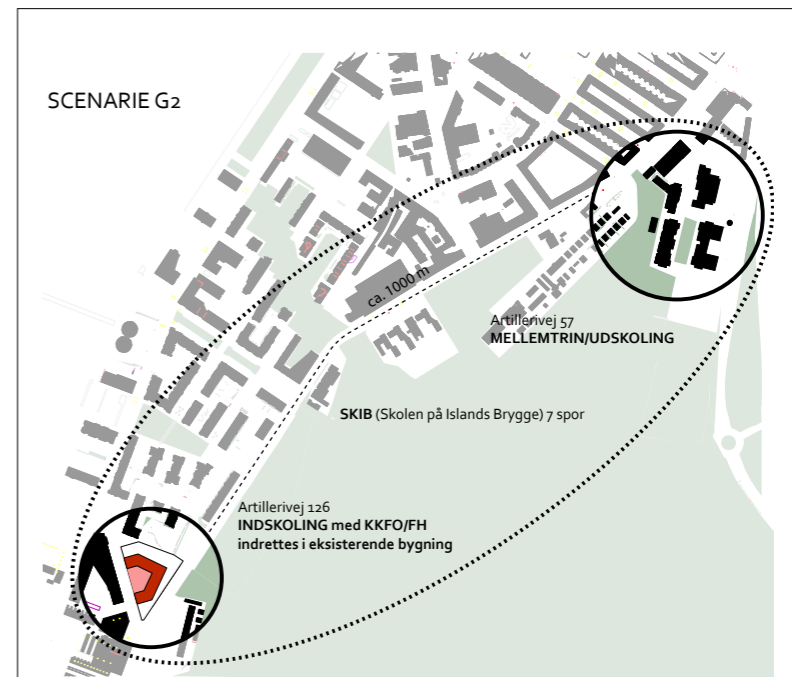 SCENARIE G2
ca. 1000 m
Artillerivej 57
MELLEMTRIN/UDSKOLING
SKIB (Skolen på Islands Brygge) 7 spor
Artillerivej 126
INDSKOLING med KKFO/FH
indrettes i eksisterende bygning